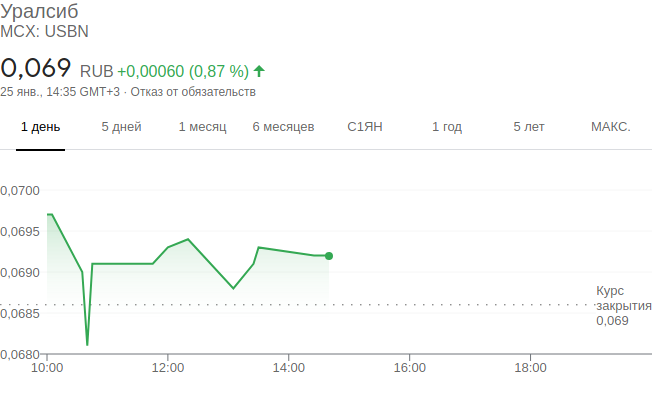 Уралсиб
MCX: USBN
0,069 RUB +0,00060 (0,87 %)
25 янв., 14:35 GMT+3 · Отказ от обязательств
1 день 5 дней 1 месяц 6 месяцев С1ЯН 1 год 5 лет МАКС.
0,0700
0,0695
0,0690
Курс
закрытия
0,069
0,0685
0,0680
10:00 12:00 14:00 16:00 18:00